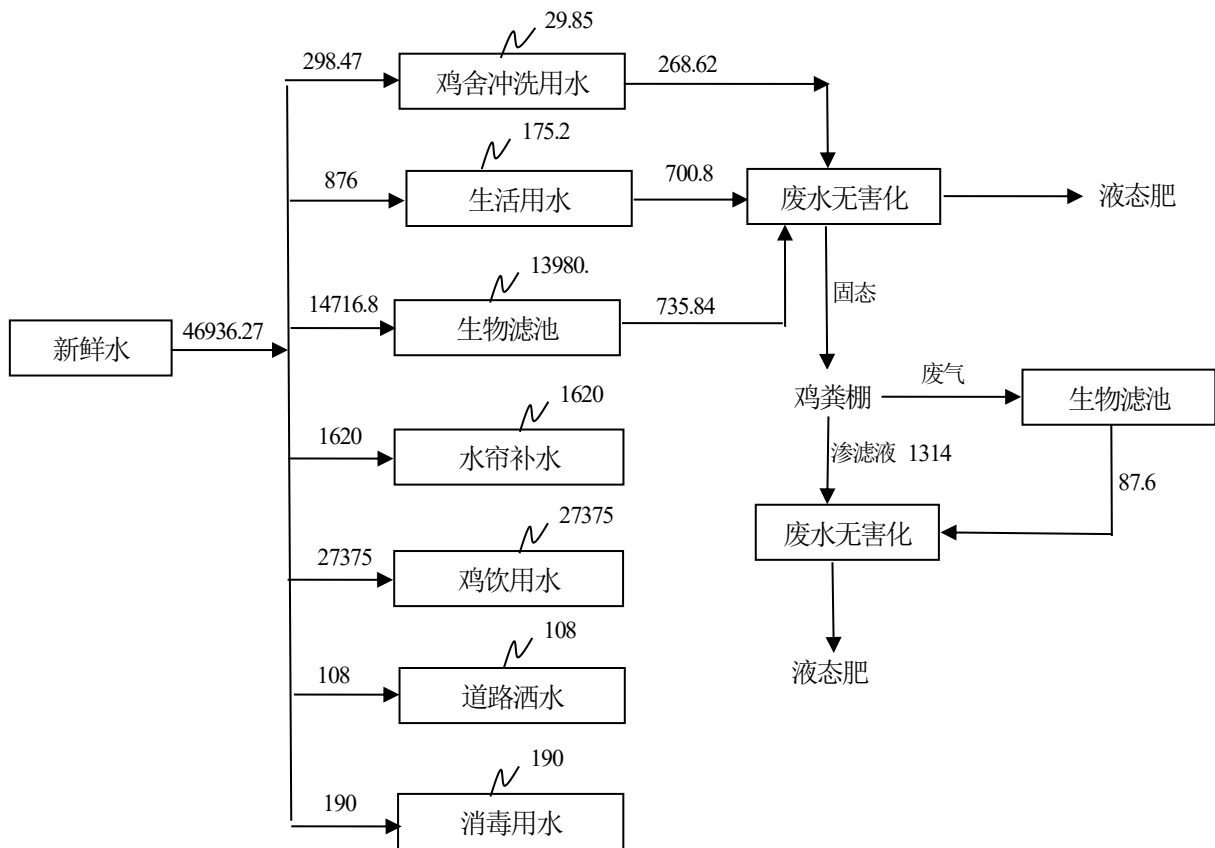 29.85
298.47
鸡舍冲洗用水
268.62
175.2
876
生活用水
700.8
废水无害化
液态肥
13980.
14716.8
生物滤池
735.84
固态
新鲜水
46936.27
废气
鸡粪棚
生物滤池
1620
1620
水帘补水
渗滤液 1314
87.6
27375
27375
鸡饮用水
废水无害化
108
108
道路洒水
液态肥
190
190
消毒用水